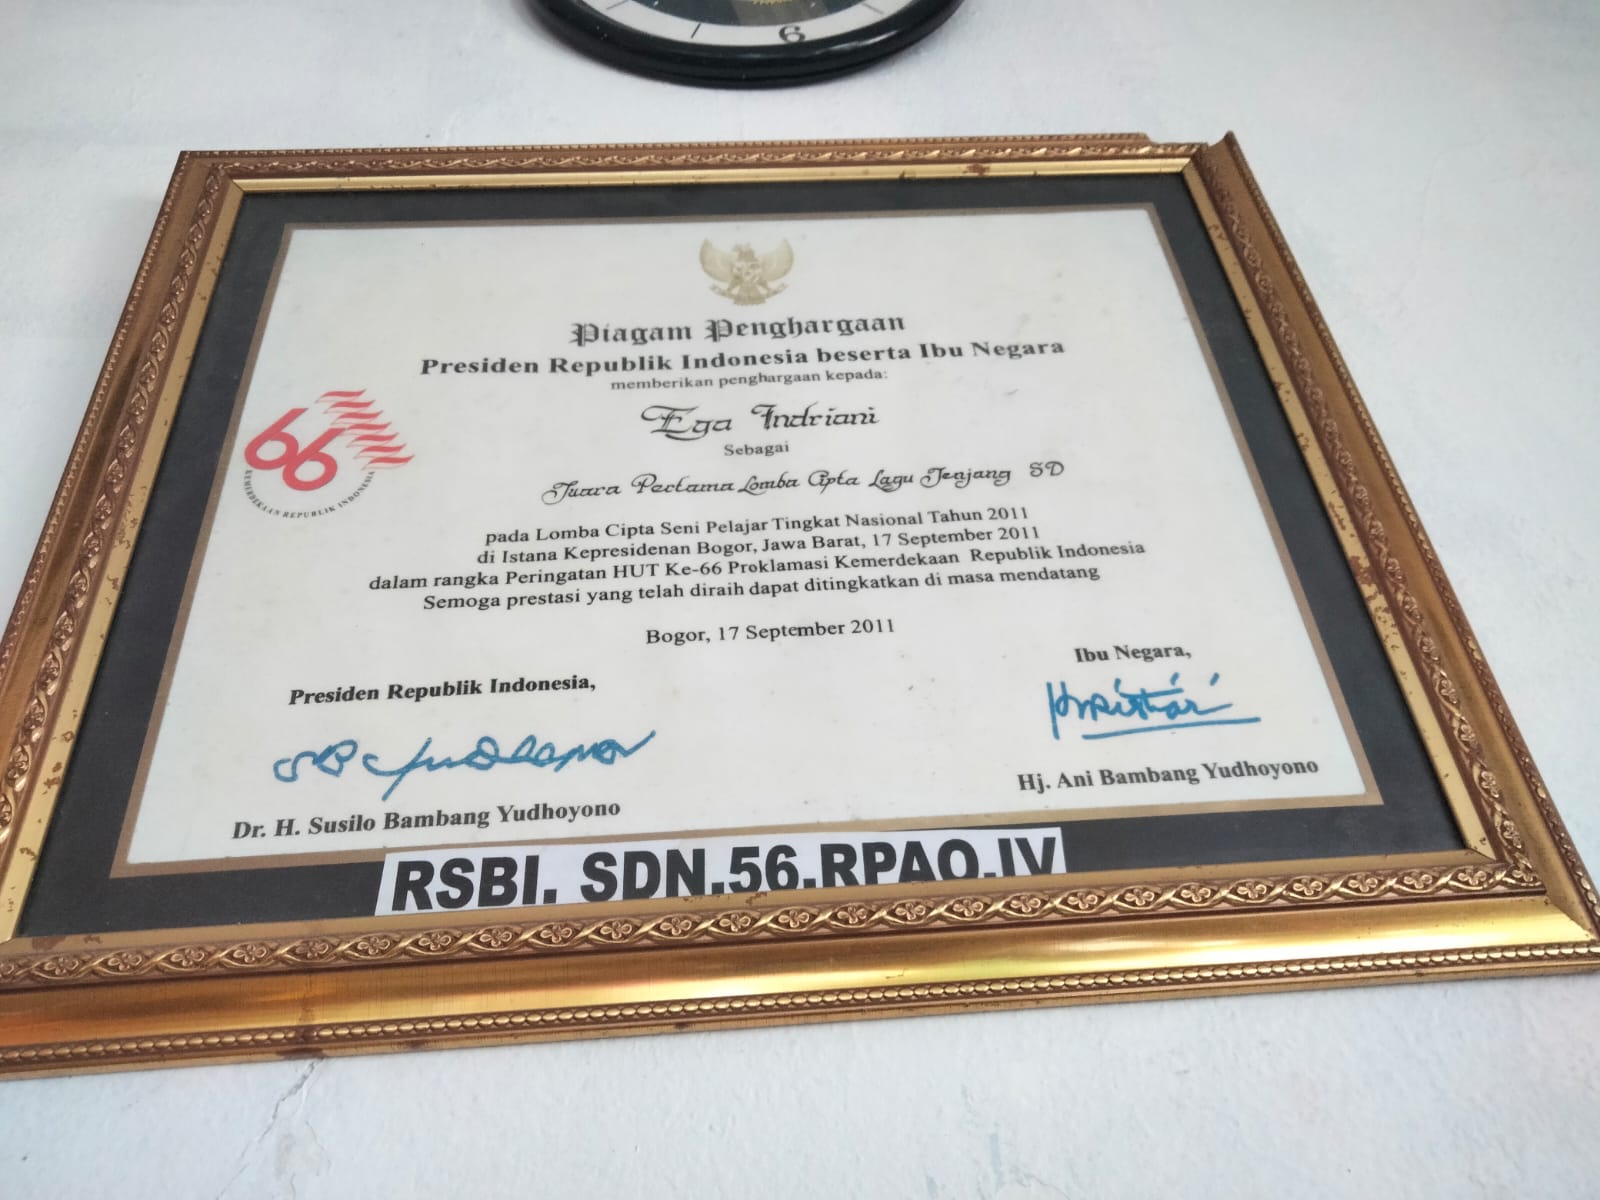 6
Piagam Penghargaan
Presiden Republik Indonesia beserta Ibu Negara
memberikan penghargaan kepada:
Ega Indriani
Sebagai
Juara Pertama Lomba Cipta Lagu Jenjang SD
66
KEMERDEKAAN REPUBLIK INDONESIA
pada Lomba Cipta Seni Pelajar Tingkat Nasional Tahun 2011
di Istana Kepresidenan Bogor, Jawa Barat, 17 September 2011
dalam rangka Peringatan HUT Ke-66 Proklamasi Kemerdekaan Republik Indonesia
Semoga prestasi yang telah diraih dapat ditingkatkan di masa mendatang
Bogor, 17 September 2011
Presiden Republik Indonesia,
Dr. H. Susilo Bambang Yudhoyono
Ibu Negara,
Hj. Ani Bambang Yudhoyono
RSBI. SDN.56.RPAO.IV